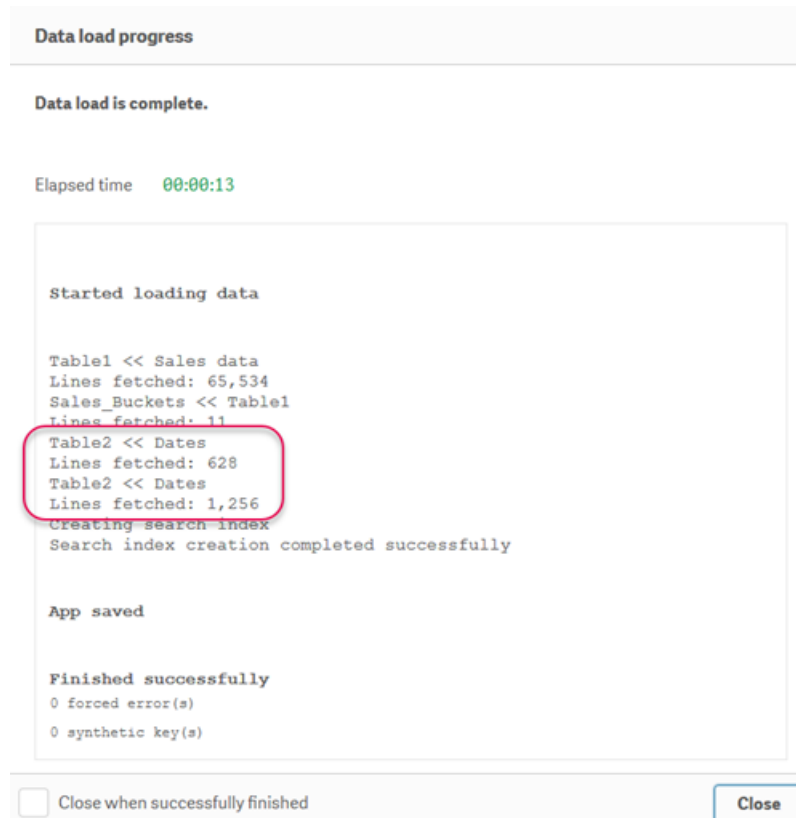 Data load progress
Data load is complete.
Elapsed time 00:00:13
Started loading data
Table1 << Sales data
Lines fetched: 65,534
Sales_Buckets << Table1
Lines fetched: 11
Table2 << Dates
Lines fetched: 628
Table2 << Dates
Lines fetched: 1,256
Creating search index
Search index creation completed successfully
App saved
Finished successfully
0 forced error(s)
0 synthetic key(s)
Close when successfully finished
Close